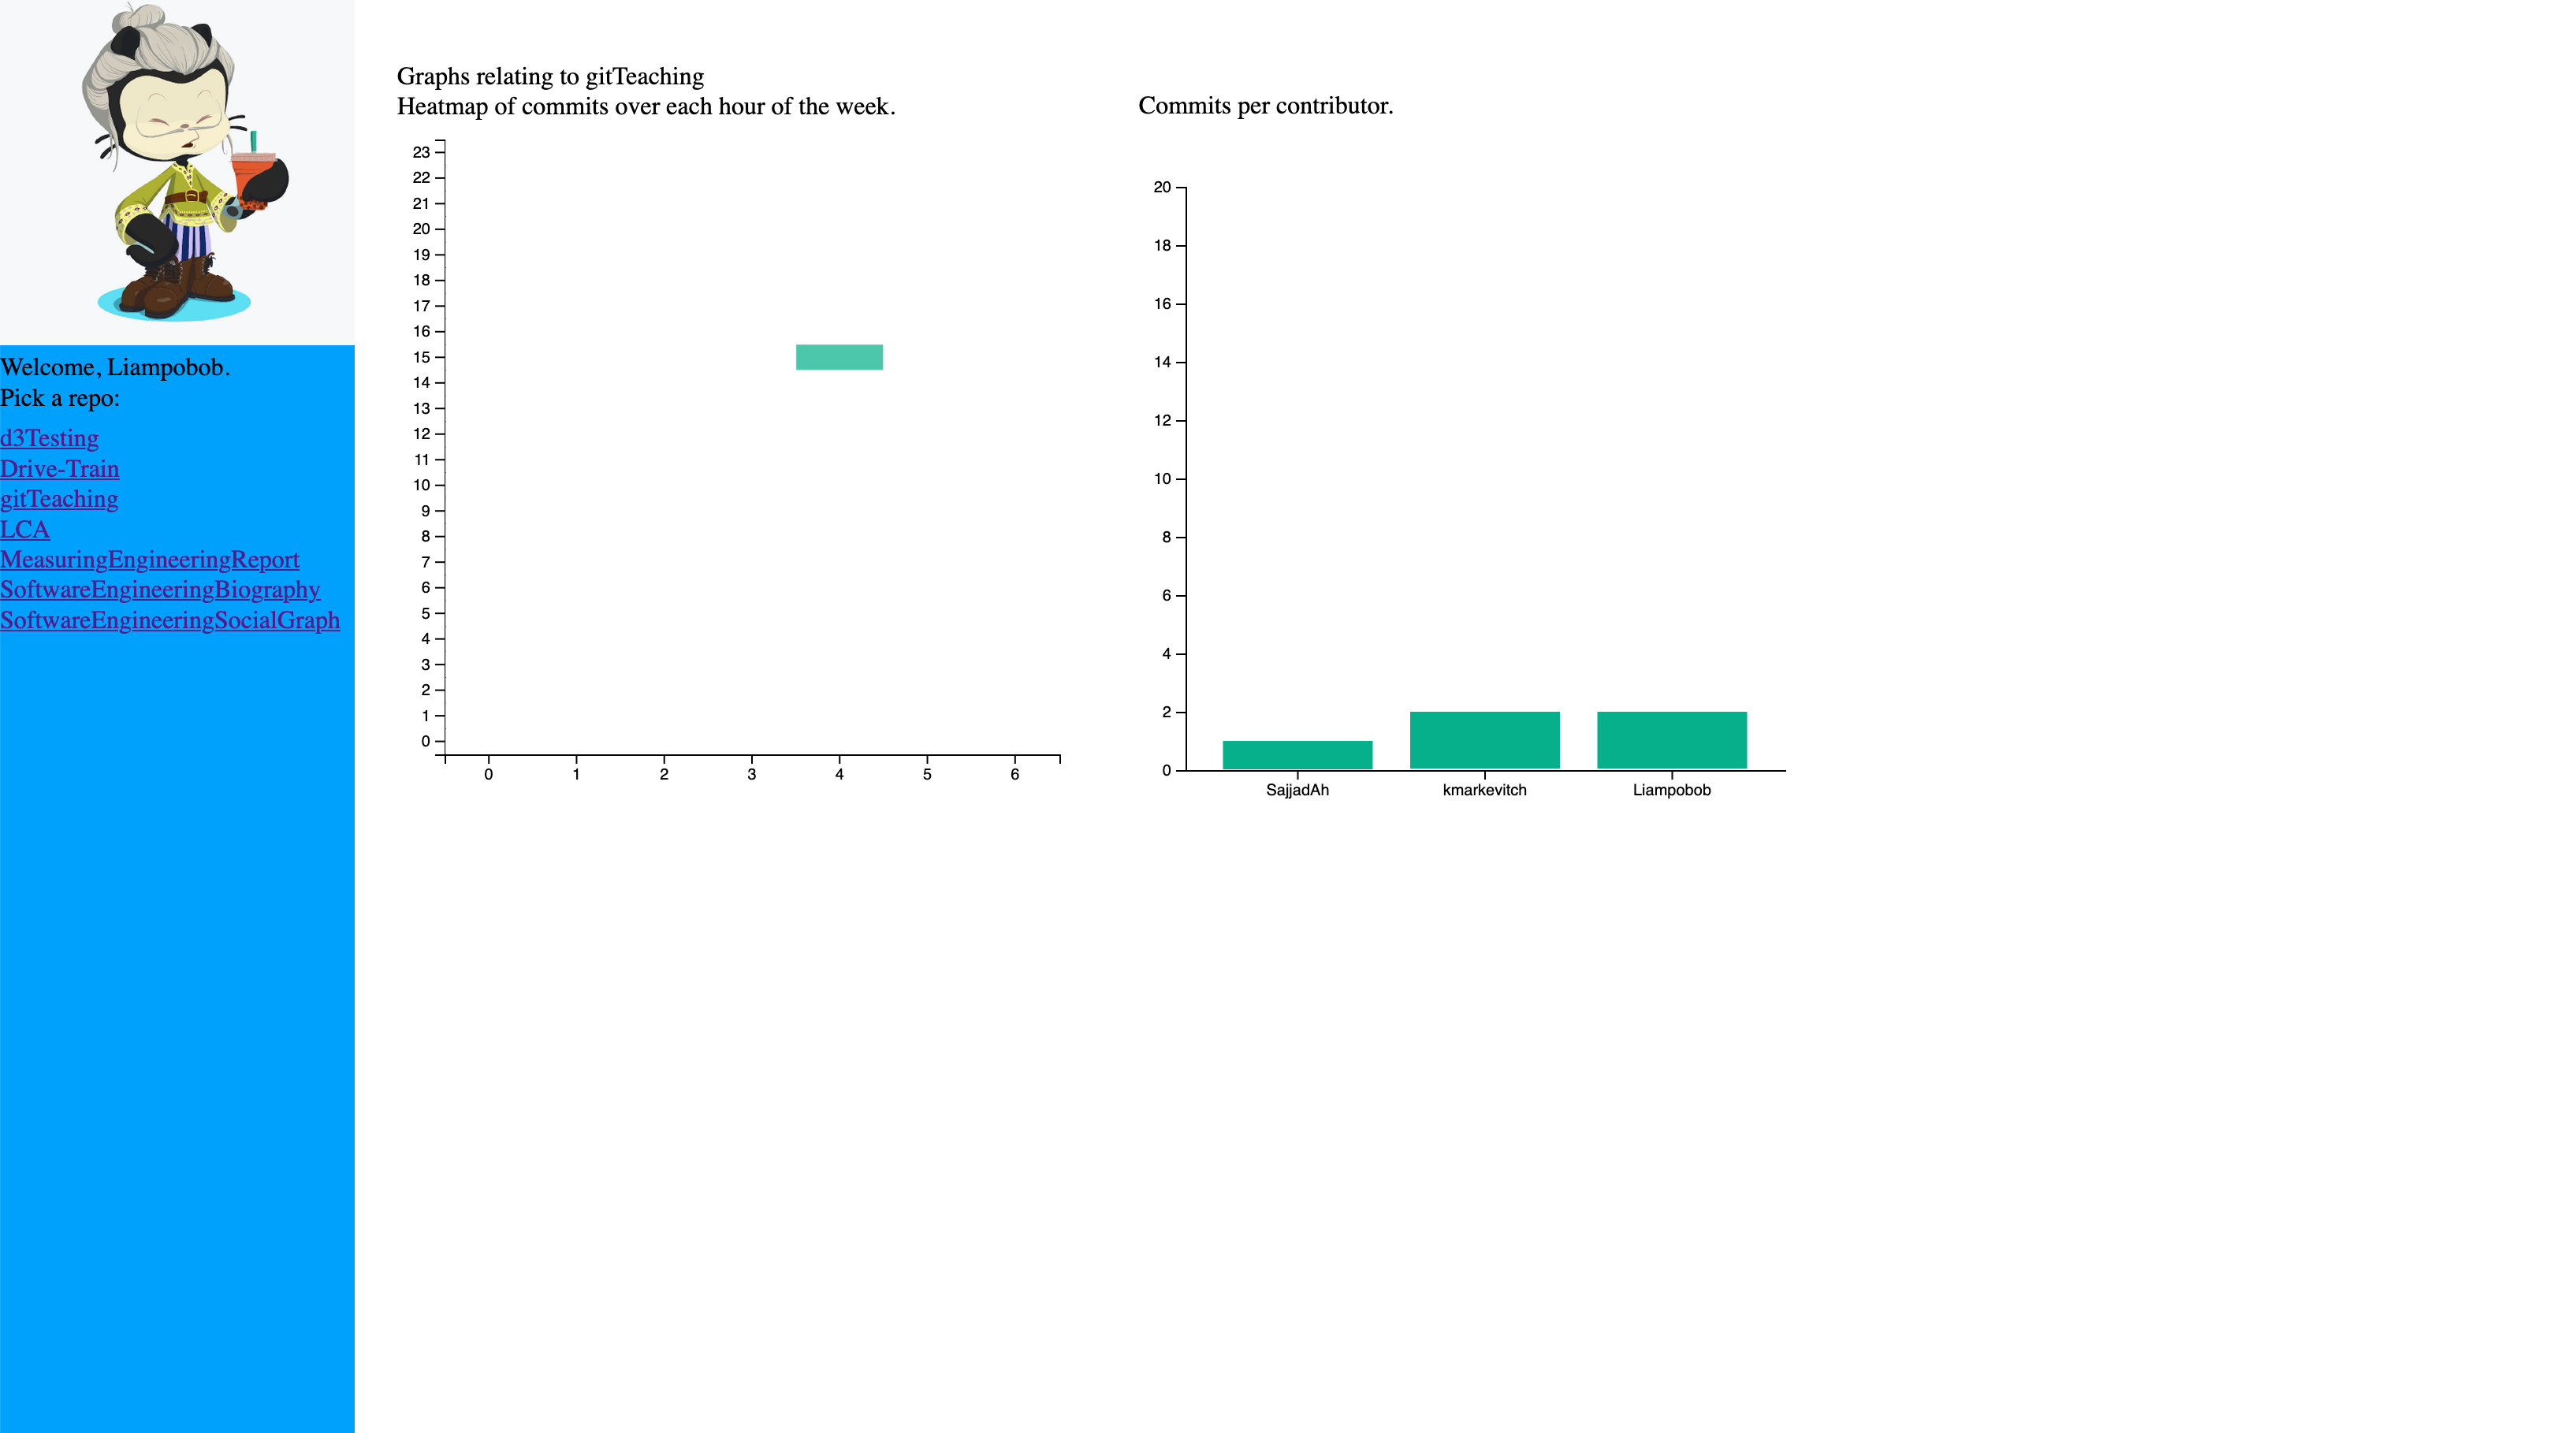 Welcome, Liampobob.
Pick a repo:
d3Testing
Drive-Train
gitTeaching
LCA
MeasuringEngineeringReport
SoftwareEngineeringBiography
SoftwareEngineeringSocialGraph
Graphs relating to gitTeaching
Heatmap of commits over each hour of the week.
23
22
21
20
19
18
17
16
15
14
13
12
11
10
9
8
7
6
5
4
3
2
1
0
0 1 2 3 4 5 6
Commits per contributor.
20
18
16
14
12
10
8
6
4
2
0
SajjadAh kmarkevitch Liampobob